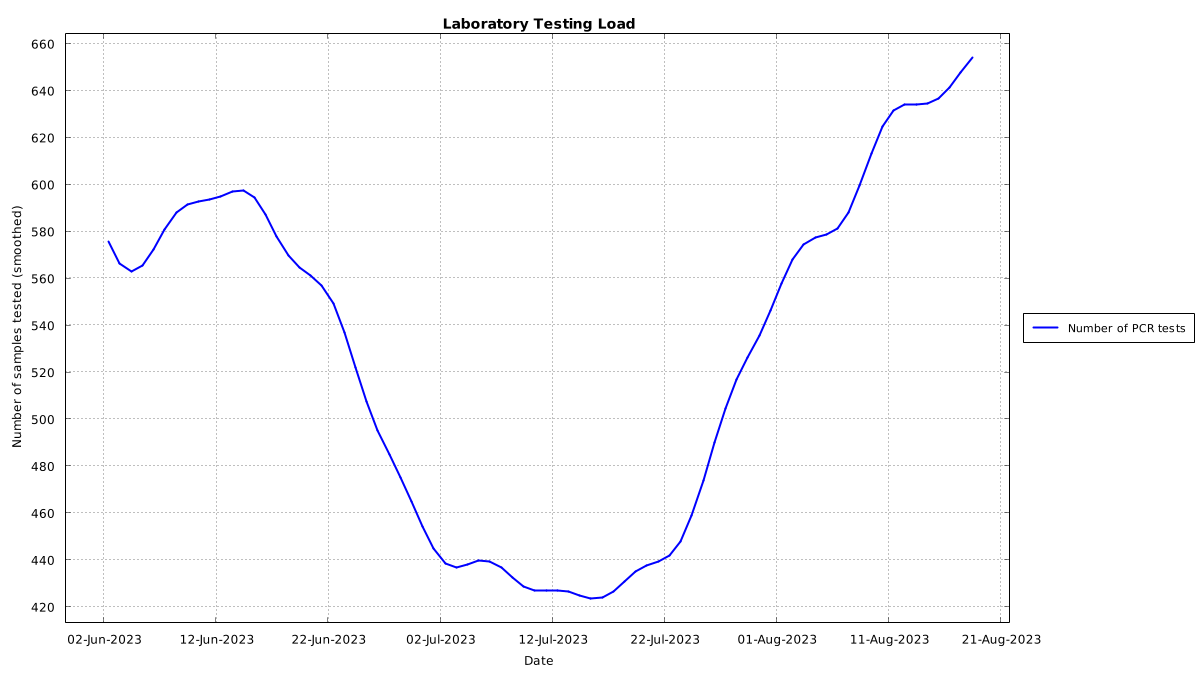 Laboratory Testing Load
660
640
620
600
580
560
540
520
500
480
460
440
420
Number of samples tested (smoothed)
02-Jun-2023 12-Jun-2023 22-Jun-2023 02-Jul-2023 12-Jul-2023 22-Jul-2023 01-Aug-2023 11-Aug-2023 21-Aug-2023
Date
Number of PCR tests